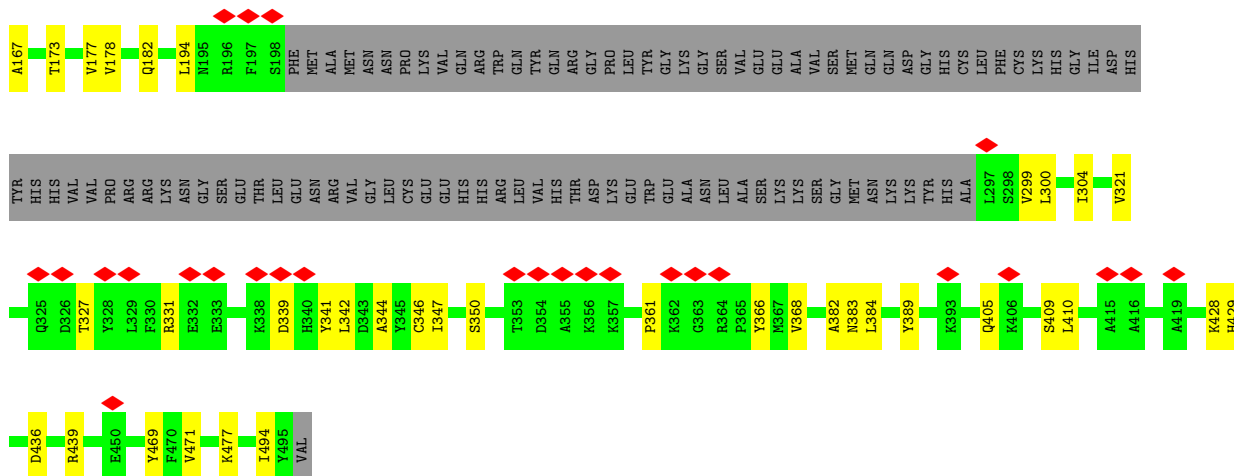 A167 T173 V177 V178 Q182 L194 N195 R196 F197 S198 PHE MET ALA MET ASN ASN PRO LYS VAL GLN ARG TRP GLN TYR GLN ARG GLY PRO LEU TYR GLY LYS GLY SER VAL GLU GLU ALA VAL SER MET GLN GLN ASP GLY HIS CYS LEU PHE CYS LYS HIS GLY ILE ASP HIS
TYR HIS HIS VAL VAL PRO ARG ARG LYS ASN GLY SER GLU THR LEU GLU ASN ARG VAL GLY LEU CYS GLU GLU HIS HIS ARG LEU VAL HIS THR ASP LYS GLU TRP GLU ALA ASN LEU ALA SER LYS LYS SER GLY MET ASN LYS LYS TYR HIS ALA L297 S298 V299 L300 I304 V321
Q325 D326 T327 Y328 L329 F330 R331 E332 E333 K338 D339 H340 Y341 L342 D343 A344 Y345 C346 I347 S350 T353 D354 A355 K356 K357 P361 K362 G363 R364 P365 Y366 M367 V368 A382 N383 L384 Y389 K393 Q405 K406 S409 L410 A415 A416 A419 K428 H429
D436 R439 E450 Y469 F470 V471 K477 I494 Y495 VAL